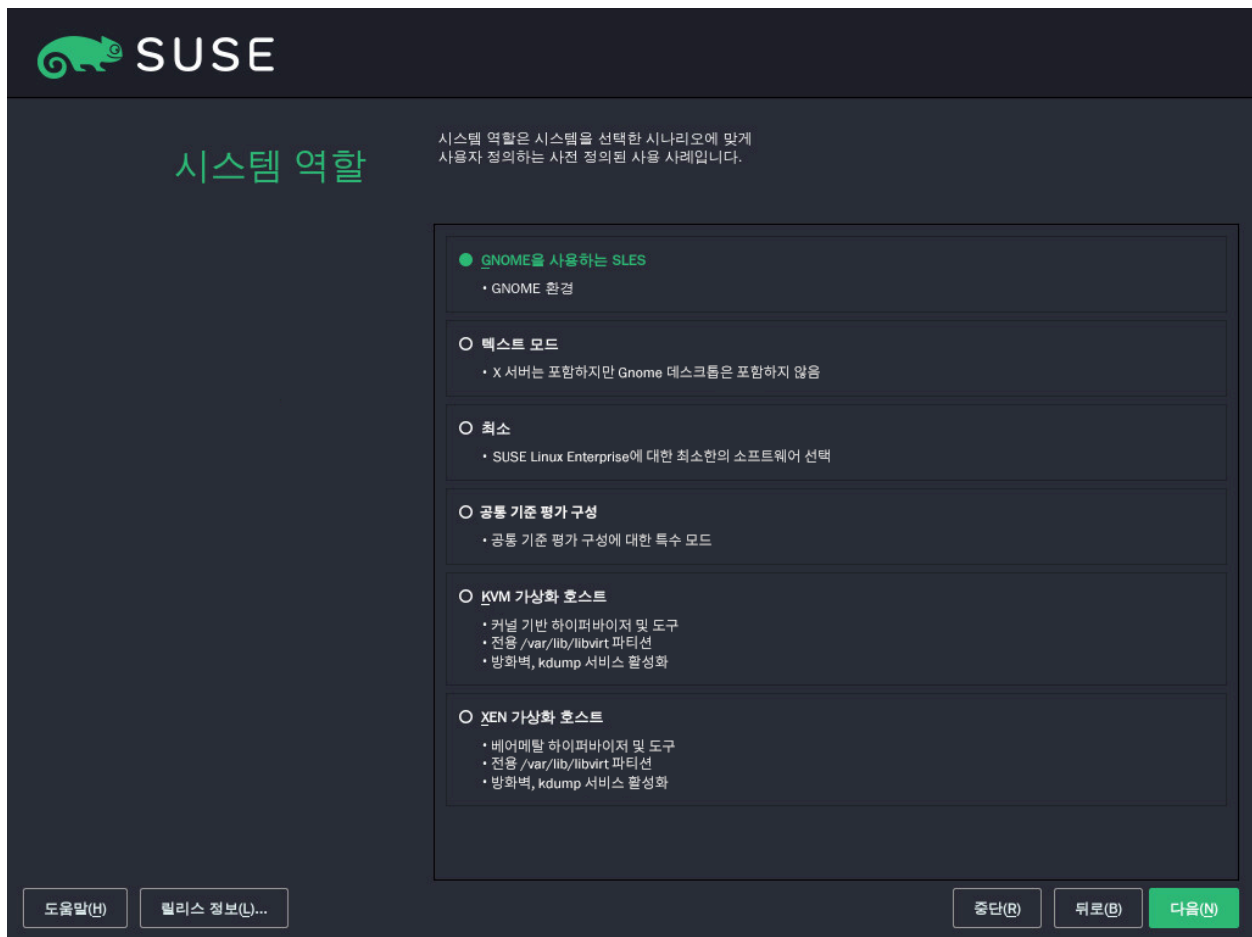 SUSE
시스템 역할
시스템 역할은 시스템을 선택한 시나리오에 맞게
사용자 정의하는 사전 정의된 사용 사례입니다.
GNOME을 사용하는 SLES
• GNOME 환경
텍스트 모드
• X 서버는 포함하지만 Gnome 데스크톱은 포함하지 않음
최소
• SUSE Linux Enterprise에 대한 최소한의 소프트웨어 선택
공통 기준 평가 구성
• 공통 기준 평가 구성에 대한 특수 모드
KVM 가상화 호스트
• 커널 기반 하이퍼바이저 및 도구
• 전용 /var/lib/libvirt 파티션
• 방화벽, kdump 서비스 활성화
XEN 가상화 호스트
• 베어메탈 하이퍼바이저 및 도구
• 전용 /var/lib/libvirt 파티션
• 방화벽, kdump 서비스 활성화
도움말(H) 릴리스 정보(L)... 중단(R) 뒤로(B) 다음(N)